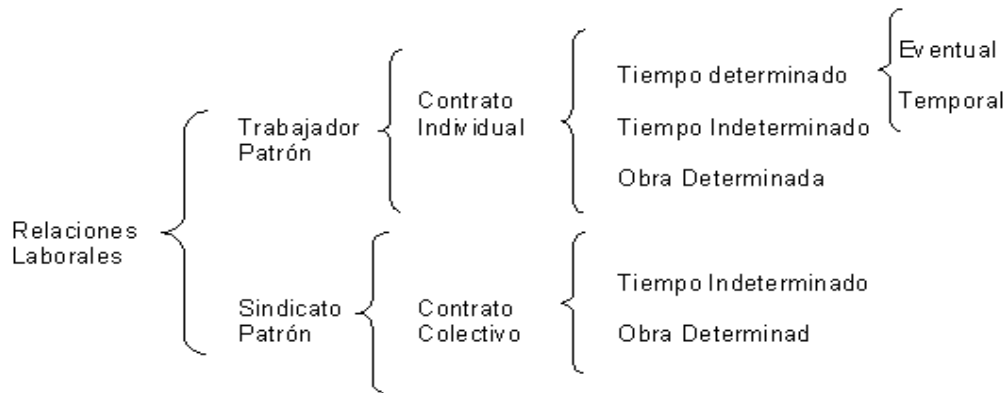 Relaciones
Laborales
Trabajador
Patrón
Contrato
Individual
Tiempo determinado
Eventual
Temporal
Tiempo Indeterminado
Obra Determinada
Sindicato
Patrón
Contrato
Colectivo
Tiempo Indeterminado
Obra Determinad